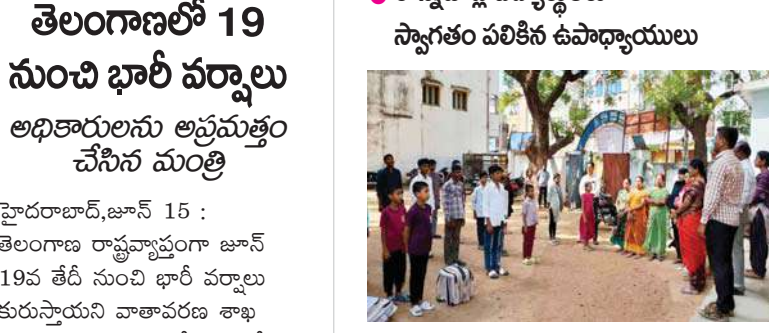 తెలంగాణలో 19
నుంచి భారీ వర్షాలు
అధికారులను అప్రమత్తం
చేసిన మంత్రి
హైదరాబాద్,జూన్ 15 :
తెలంగాణ రాష్ట్రవ్యాప్తంగా జూన్
19వ తేదీ నుంచి భారీ వర్షాలు
కురుస్తాయని వాతావరణ శాఖ
స్వాగతం పలికిన ఉపాధ్యాయులు